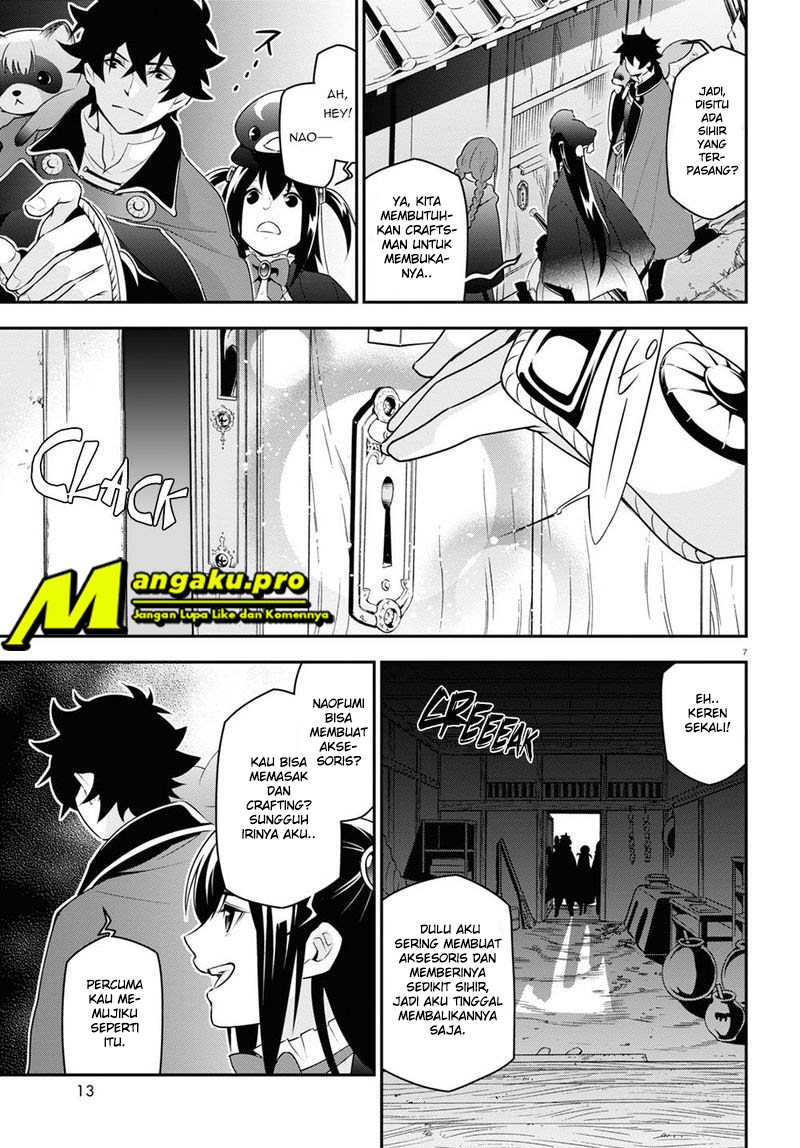 JADI,
DISITU
ADA
SIHIR
YANG
TER-
PASANG?
YA, KITA
MEMBUTUH-
KAN CRAFTS-
MAN UNTUK
MEMBUKA-
NYA..
AH,
HEY!
NAO—
CLACK
Mangaku.pro
Jangan Lupa Like dan Komennya
7
EH..
KEREN
SEKALI!
CREEEEAK
DULU AKU
SERING MEMBUAT
AKSESORIS DAN
MEMBERINYA
SEDIKIT SIHIR,
JADI AKU TINGGAL
MEMBALIKANNYA
SAJA.
NAOFUMI
BISA
MEMBUAT
AKSE-
SORIS?
KAU BISA
MEMASAK
DAN
CRAFTING?
SUNGGUH
IRINYA AKU..
PERCUMA
KAU ME-
MUJIKU
SEPERTI
ITU.
13